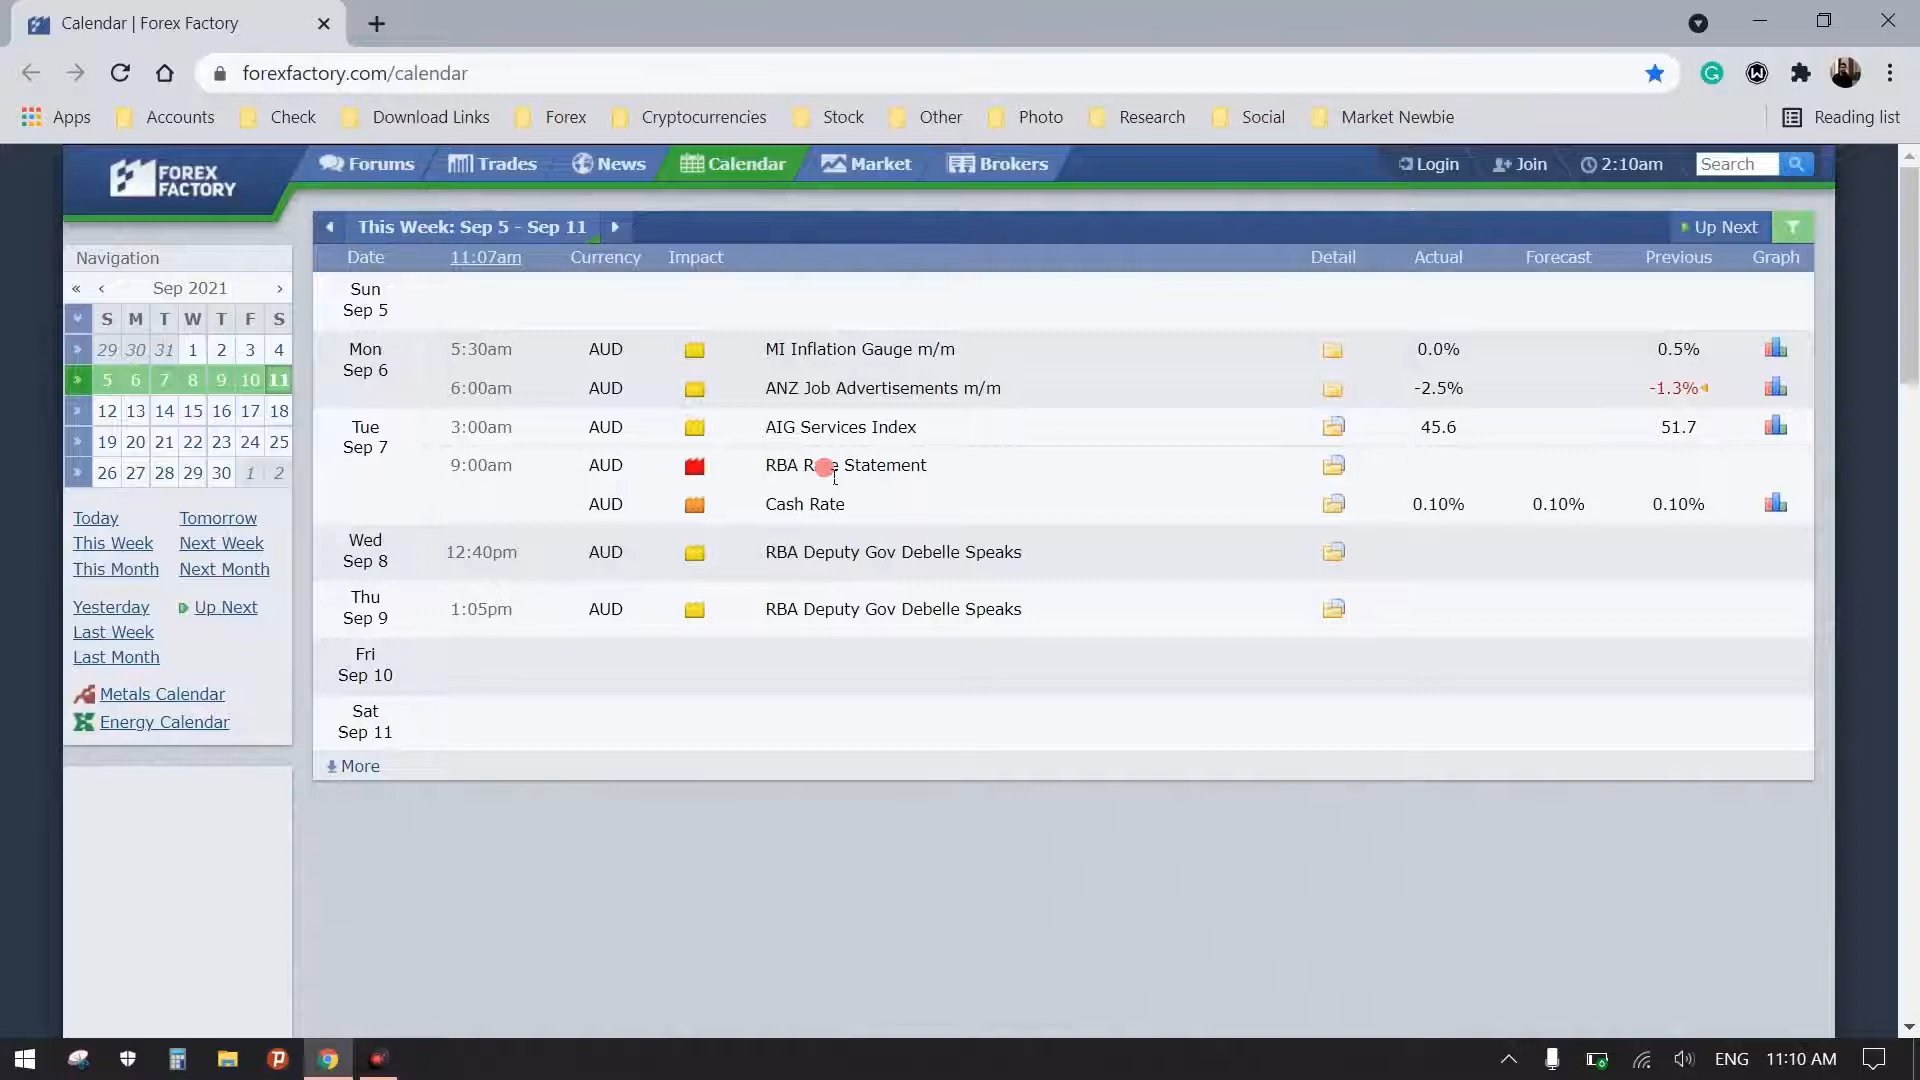 Calendar | Forex Factory
forexfactory.com/calendar
Apps Accounts Check Download Links Forex Cryptocurrencies Stock Other Photo Research Social Market Newbie Reading list
FOREX FACTORY
Forums Trades News Calendar Market Brokers Login Join 2:10am Search
This Week: Sep 5 - Sep 11 Up Next
Date 11:07am Currency Impact Detail Actual Forecast Previous Graph
Sun
Sep 5
Mon
Sep 6
5:30am AUD MI Inflation Gauge m/m 0.0% 0.5%
6:00am AUD ANZ Job Advertisements m/m -2.5% -1.3%
Tue
Sep 7
3:00am AUD AIG Services Index 45.6 51.7
9:00am AUD RBA Rate Statement
AUD Cash Rate 0.10% 0.10% 0.10%
Wed
Sep 8
12:40pm AUD RBA Deputy Gov Debelle Speaks
Thu
Sep 9
1:05pm AUD RBA Deputy Gov Debelle Speaks
Fri
Sep 10
Sat
Sep 11
More
Navigation
« ‹ Sep 2021 ›
S M T W T F S
» 29 30 31 1 2 3 4
» 5 6 7 8 9 10 11
» 12 13 14 15 16 17 18
» 19 20 21 22 23 24 25
» 26 27 28 29 30 1 2
Today Tomorrow
This Week Next Week
This Month Next Month
Yesterday Up Next
Last Week
Last Month
Metals Calendar
Energy Calendar
ENG 11:10 AM